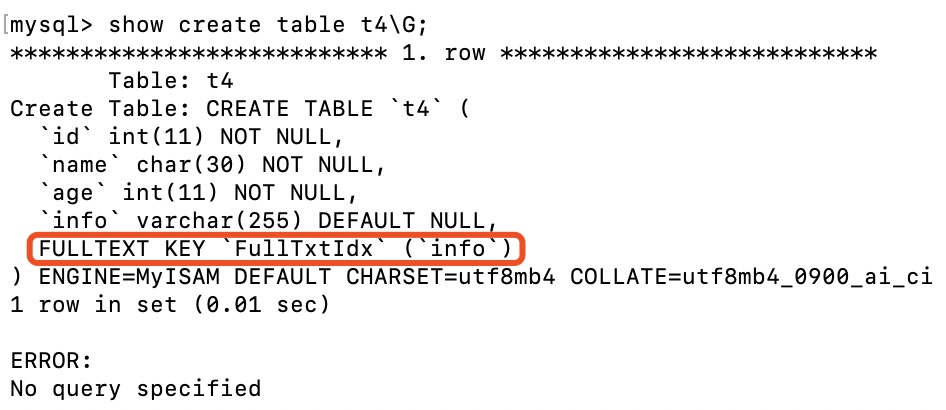 [mysql> show create table t4\G;
*************************** 1. row ***************************
Table: t4
Create Table: CREATE TABLE `t4` (
`id` int(11) NOT NULL,
`name` char(30) NOT NULL,
`age` int(11) NOT NULL,
`info` varchar(255) DEFAULT NULL,
FULLTEXT KEY `FullTxtIdx` (`info`)
) ENGINE=MyISAM DEFAULT CHARSET=utf8mb4 COLLATE=utf8mb4_0900_ai_ci
1 row in set (0.01 sec)
ERROR:
No query specified